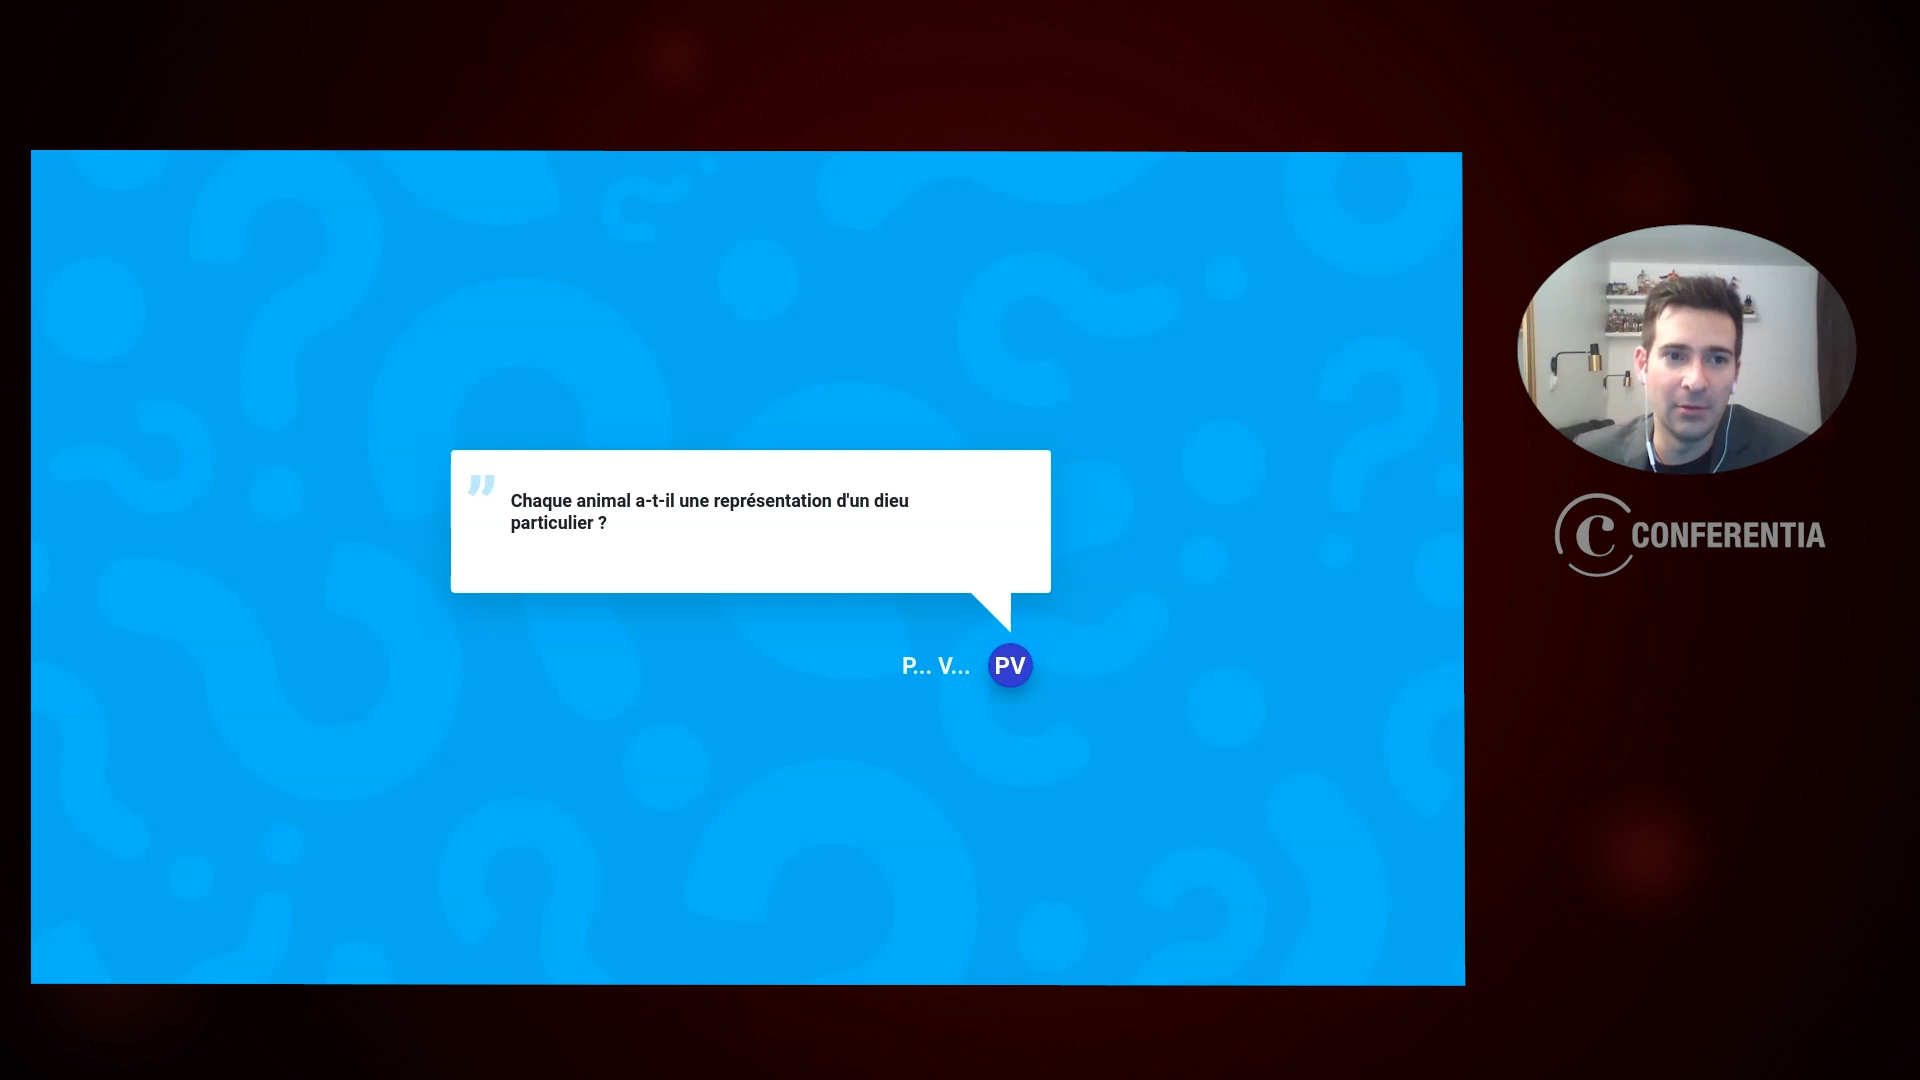 Chaque animal a-t-il une représentation d'un dieu
particulier ?
P... V...
PV
C CONFERENTIA